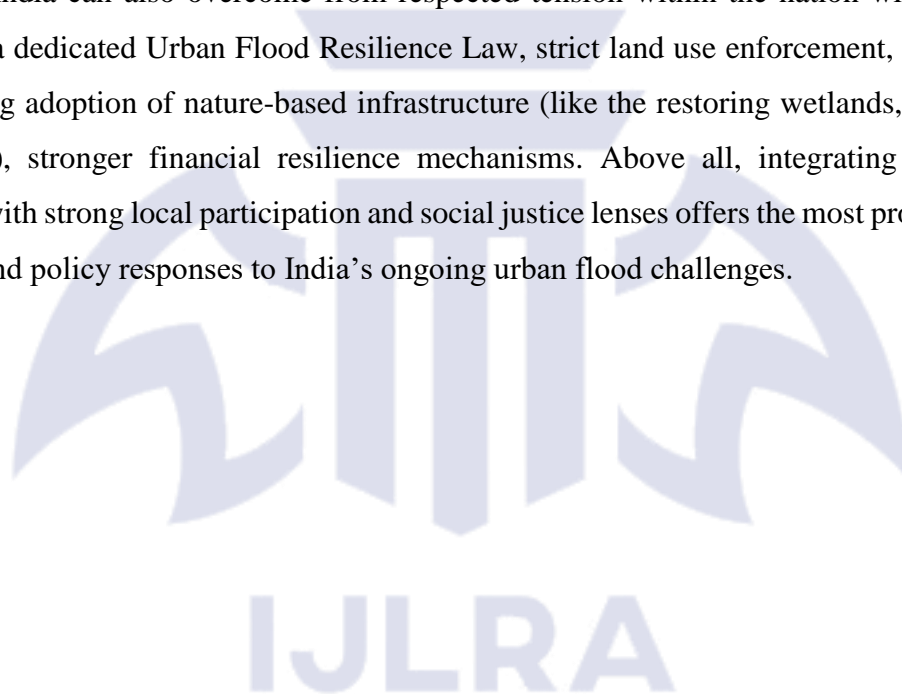 ndia can also overcome from respected tension within the nation wi
a dedicated Urban Flood Resilience Law, strict land use enforcement,
g adoption of nature-based infrastructure (like the restoring wetlands,
), stronger financial resilience mechanisms. Above all, integrating
with strong local participation and social justice lenses offers the most pro
nd policy responses to India's ongoing urban flood challenges.
IJLRA